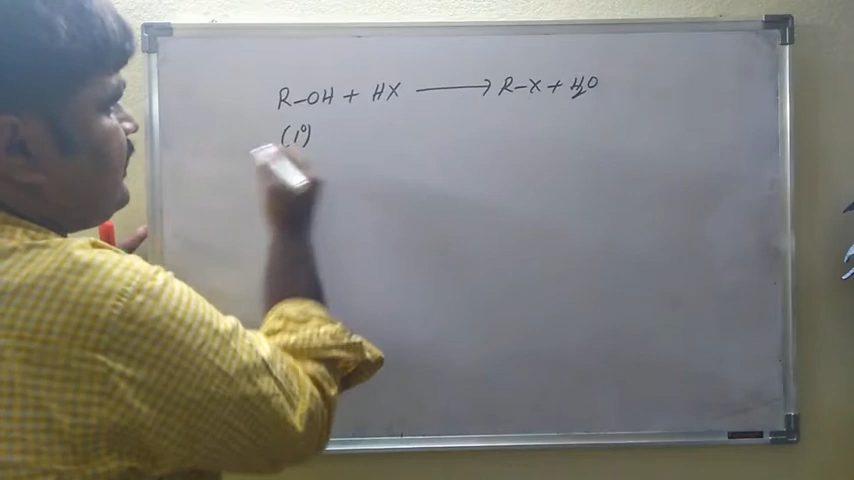 R-OH + HX ⟶ R-X + H₂O
(1°)